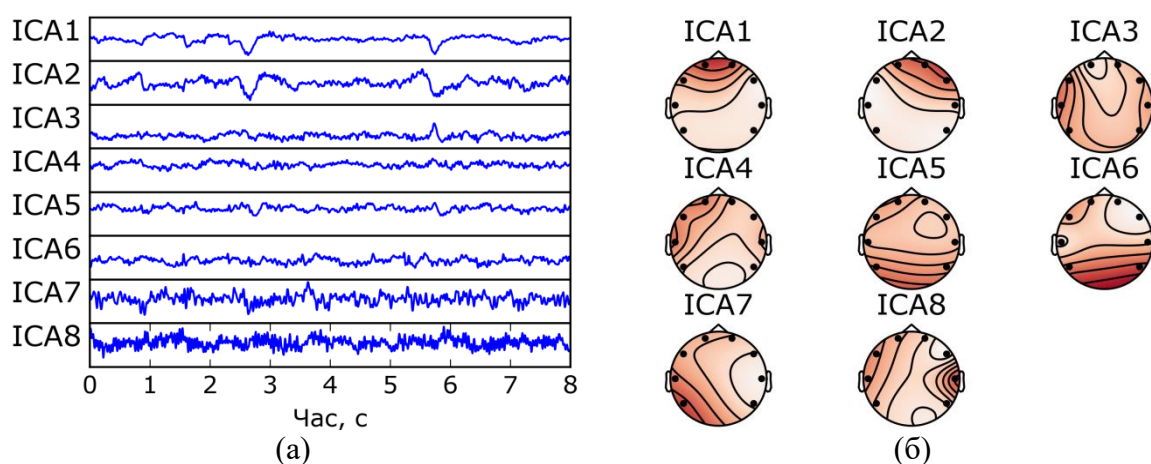 ICA1
ICA2
ICA3
ICA4
ICA5
ICA6
ICA7
ICA8
0 1 2 3 4 5 6 7 8
Час, с
(а)
ICA1 ICA2 ICA3
ICA4 ICA5 ICA6
ICA7 ICA8
(б)